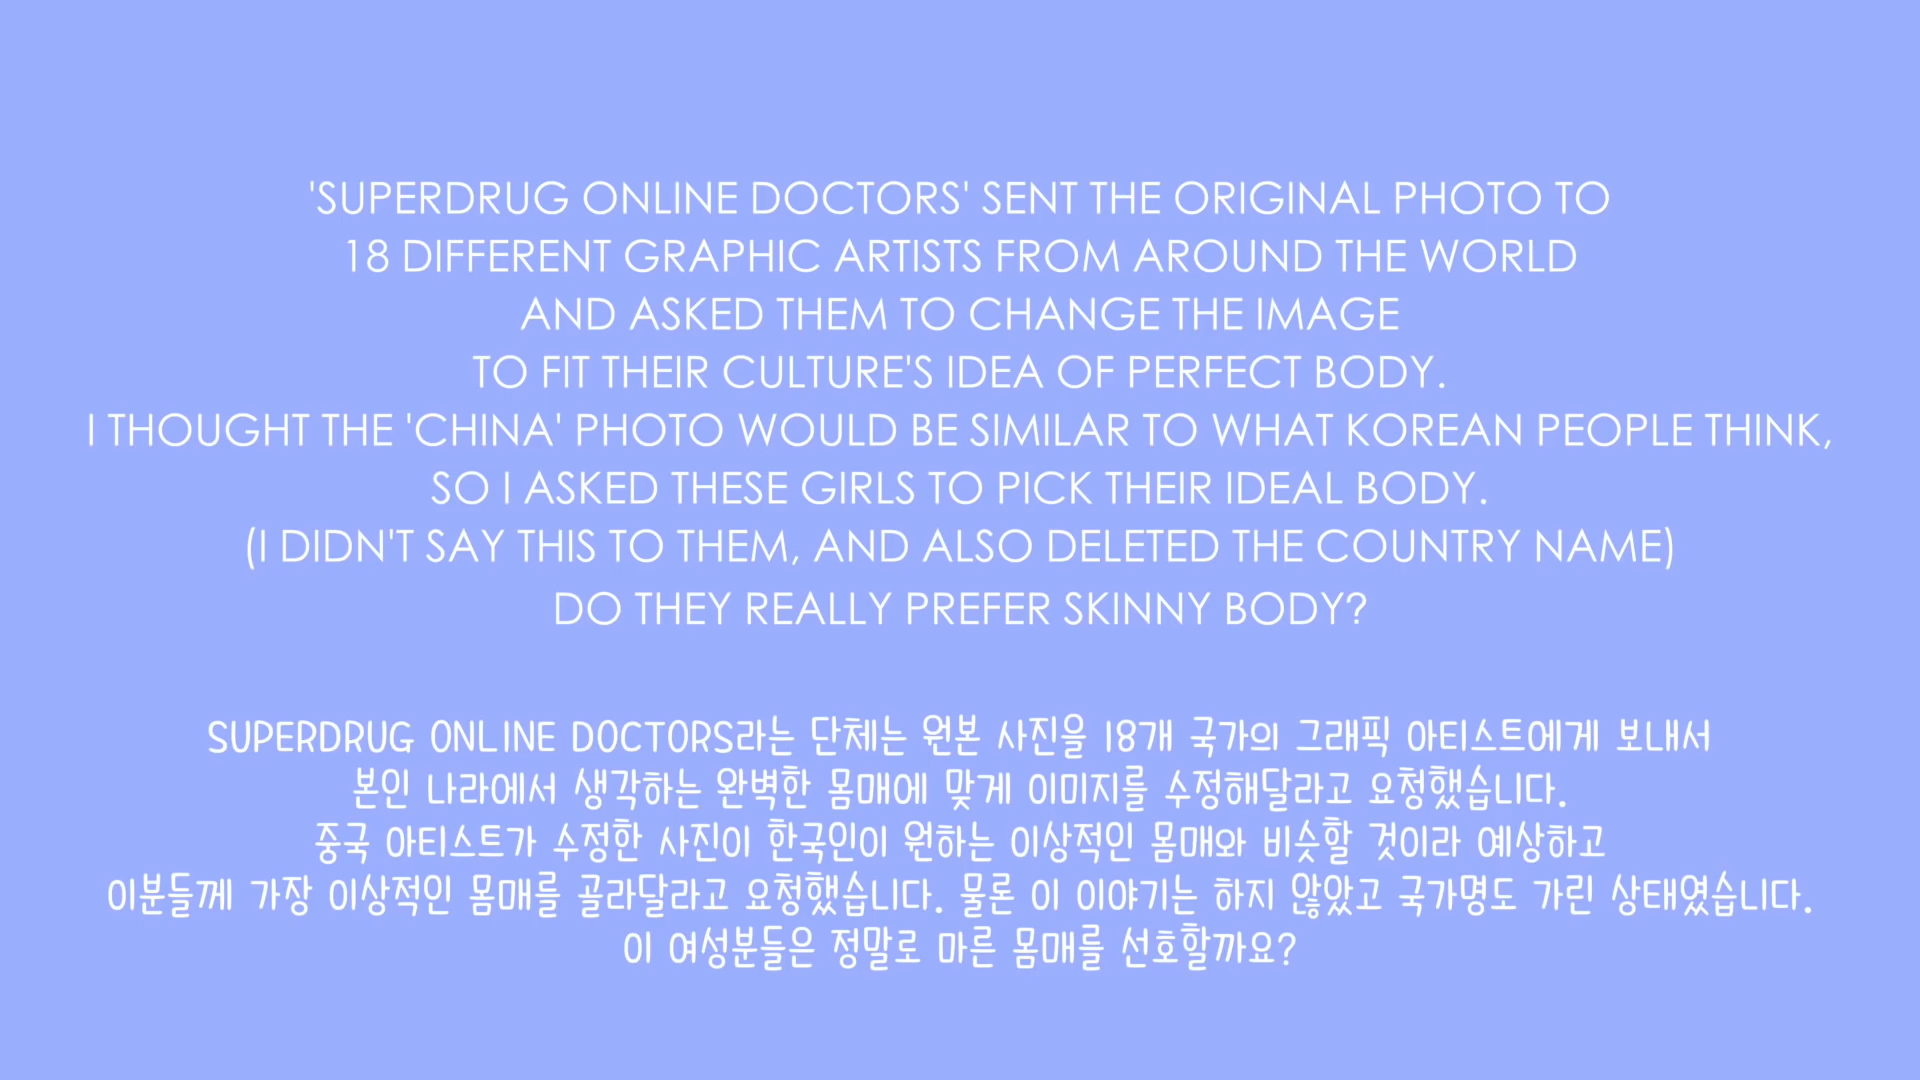 'SUPERDRUG ONLINE DOCTORS' SENT THE ORIGINAL PHOTO TO
18 DIFFERENT GRAPHIC ARTISTS FROM AROUND THE WORLD
AND ASKED THEM TO CHANGE THE IMAGE
TO FIT THEIR CULTURE'S IDEA OF PERFECT BODY.
I THOUGHT THE 'CHINA' PHOTO WOULD BE SIMILAR TO WHAT KOREAN PEOPLE THINK,
SO I ASKED THESE GIRLS TO PICK THEIR IDEAL BODY.
(I DIDN'T SAY THIS TO THEM, AND ALSO DELETED THE COUNTRY NAME)
DO THEY REALLY PREFER SKINNY BODY?
SUPERDRUG ONLINE DOCTORS라는 단체는 원본 사진을 18개 국가의 그래픽 아티스트에게 보내서
본인 나라에서 생각하는 완벽한 몸매에 맞게 이미지를 수정해달라고 요청했습니다.
중국 아티스트가 수정한 사진이 한국인이 원하는 이상적인 몸매와 비슷할 것이라 예상하고
이분들께 가장 이상적인 몸매를 골라달라고 요청했습니다. 물론 이 이야기는 하지 않았고 국가명도 가린 상태였습니다.
이 여성분들은 정말로 마른 몸매를 선호할까요?